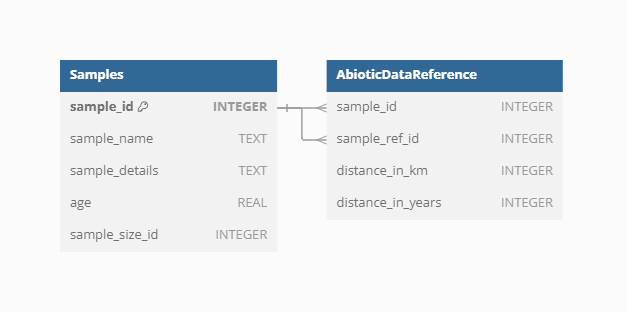 Samples
sample_id INTEGER
sample_name TEXT
sample_details TEXT
age REAL
sample_size_id INTEGER
AbioticDataReference
sample_id INTEGER
sample_ref_id INTEGER
distance_in_km INTEGER
distance_in_years INTEGER